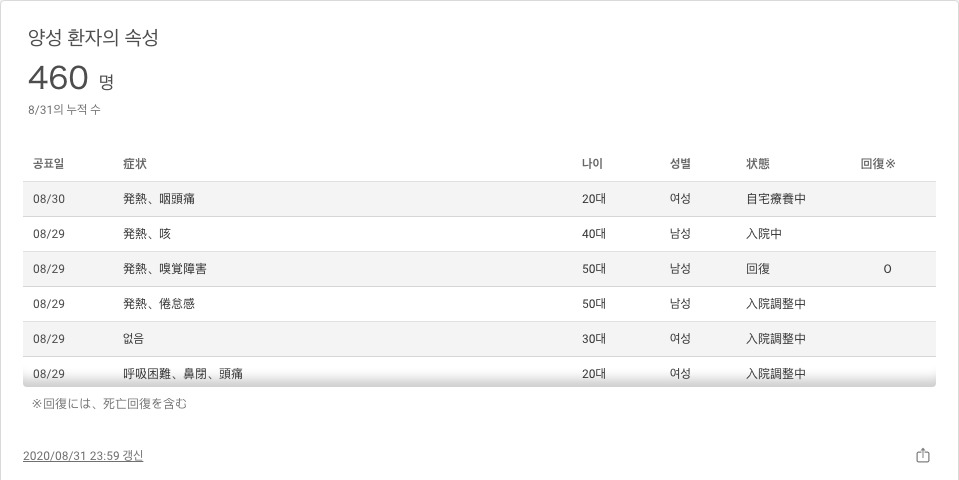 양성 환자의 속성
460 명
8/31의 누적 수
공표일 症状 나이 성별 状態 回復※
08/30 発熱、咽頭痛 20대 여성 自宅療養中
08/29 発熱、咳 40대 남성 入院中
08/29 発熱、嗅覚障害 50대 남성 回復 O
08/29 発熱、倦怠感 50대 남성 入院調整中
08/29 없음 30대 여성 入院調整中
08/29 呼吸困難、鼻閉、頭痛 20대 여성 入院調整中
※回復には、死亡回復を含む
2020/08/31 23:59 갱신